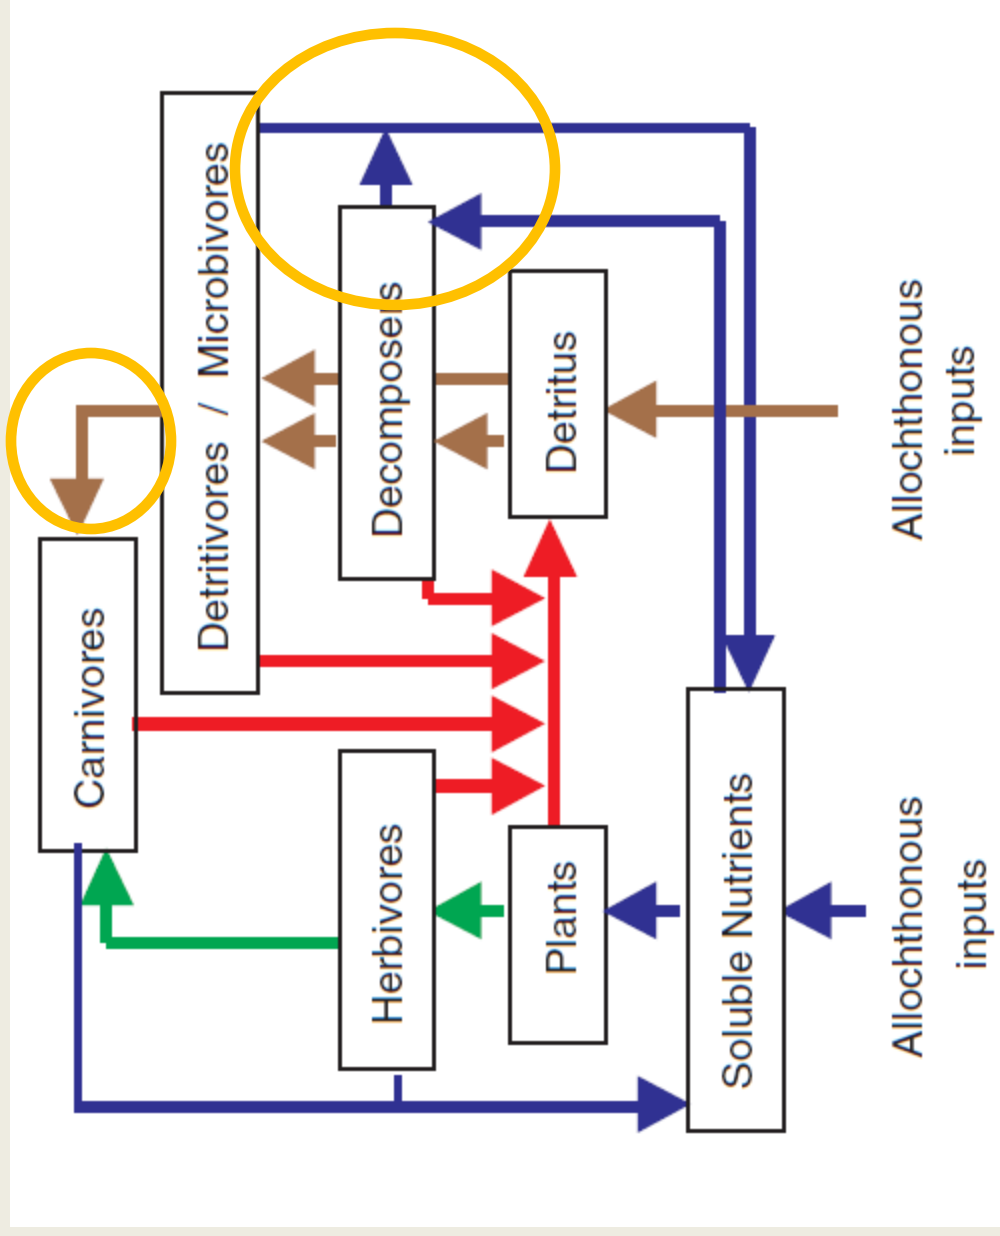 Carnivores
Detritivores / Microbivores
Herbivores
Decomposers
Plants
Detritus
Soluble Nutrients
Allochthonous
inputs
Allochthonous
inputs